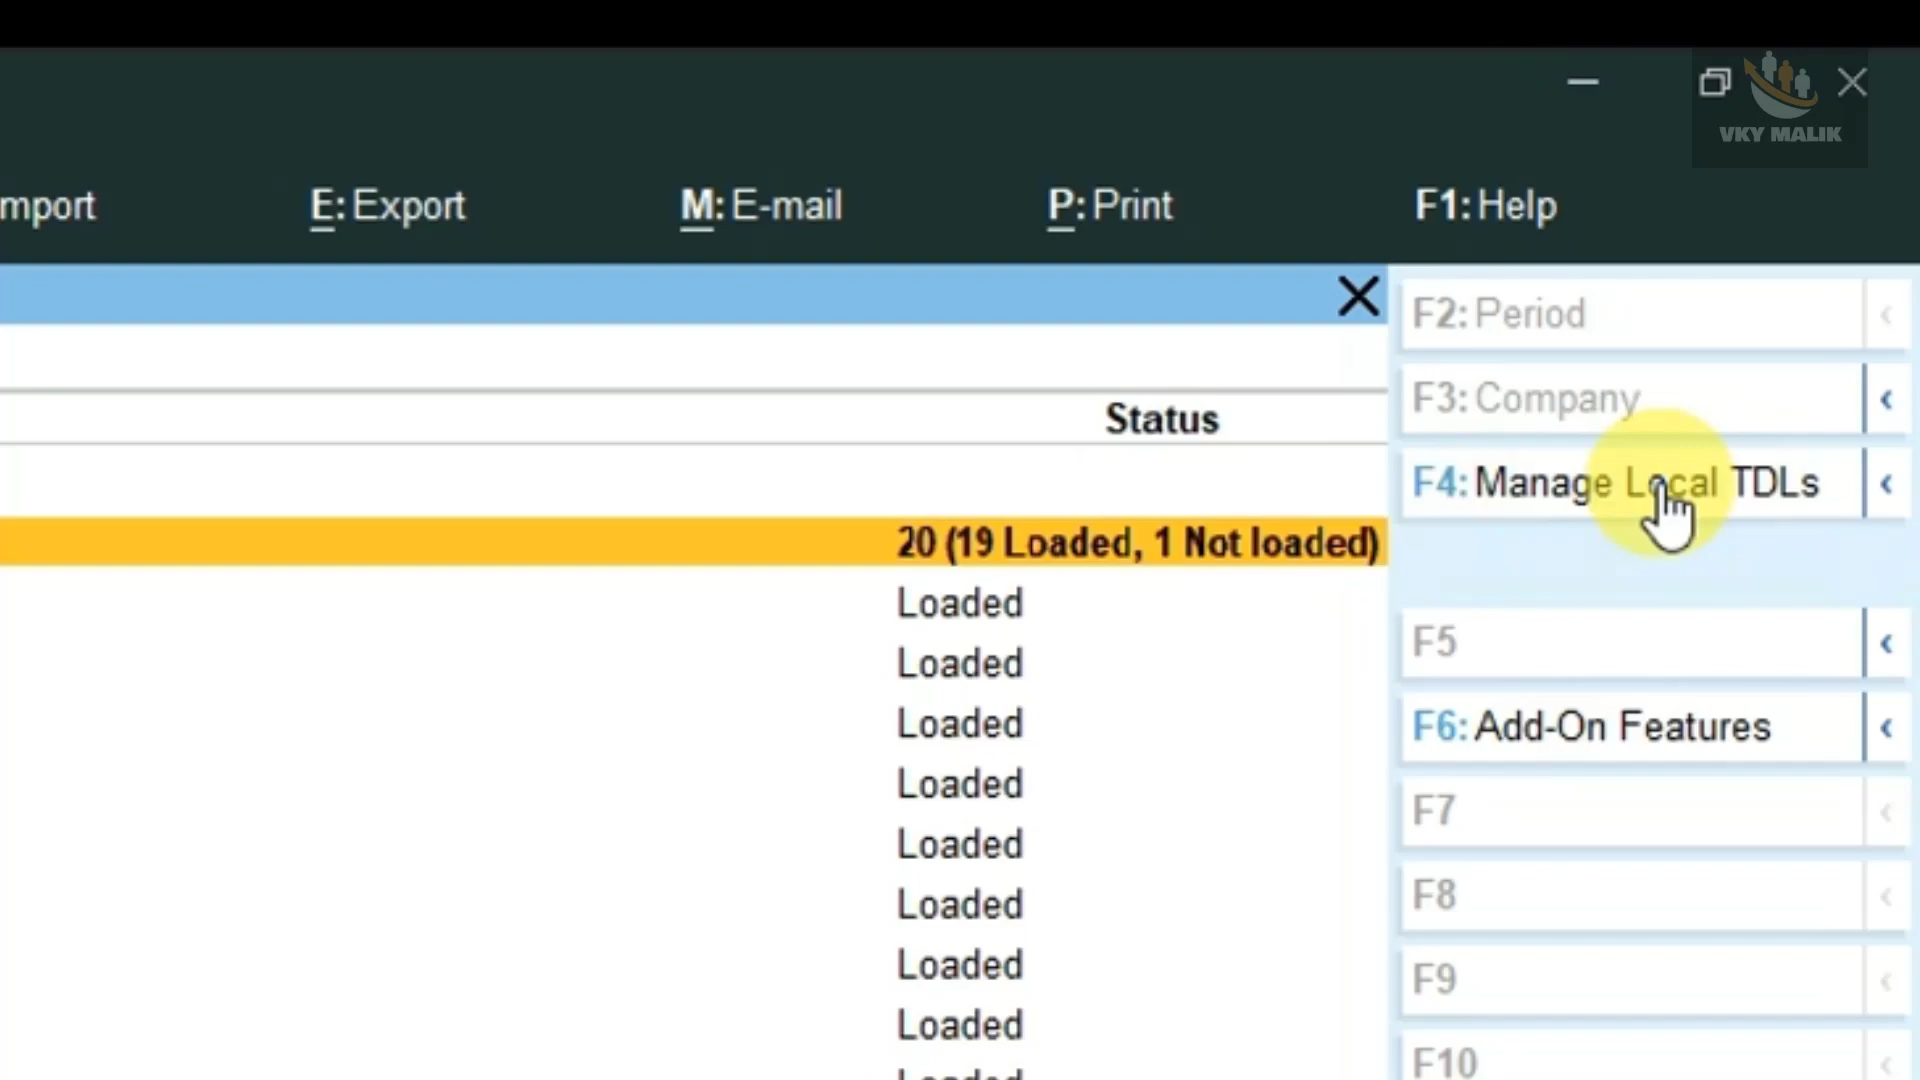 VKY MALIK
mport E: Export M: E-mail P: Print F1: Help
F2: Period
F3: Company
Status
F4: Manage Local TDLs
20 (19 Loaded, 1 Not loaded)
Loaded
F5
Loaded
Loaded
F6: Add-On Features
Loaded
F7
Loaded
Loaded
F8
Loaded
F9
Loaded
F10
Loaded